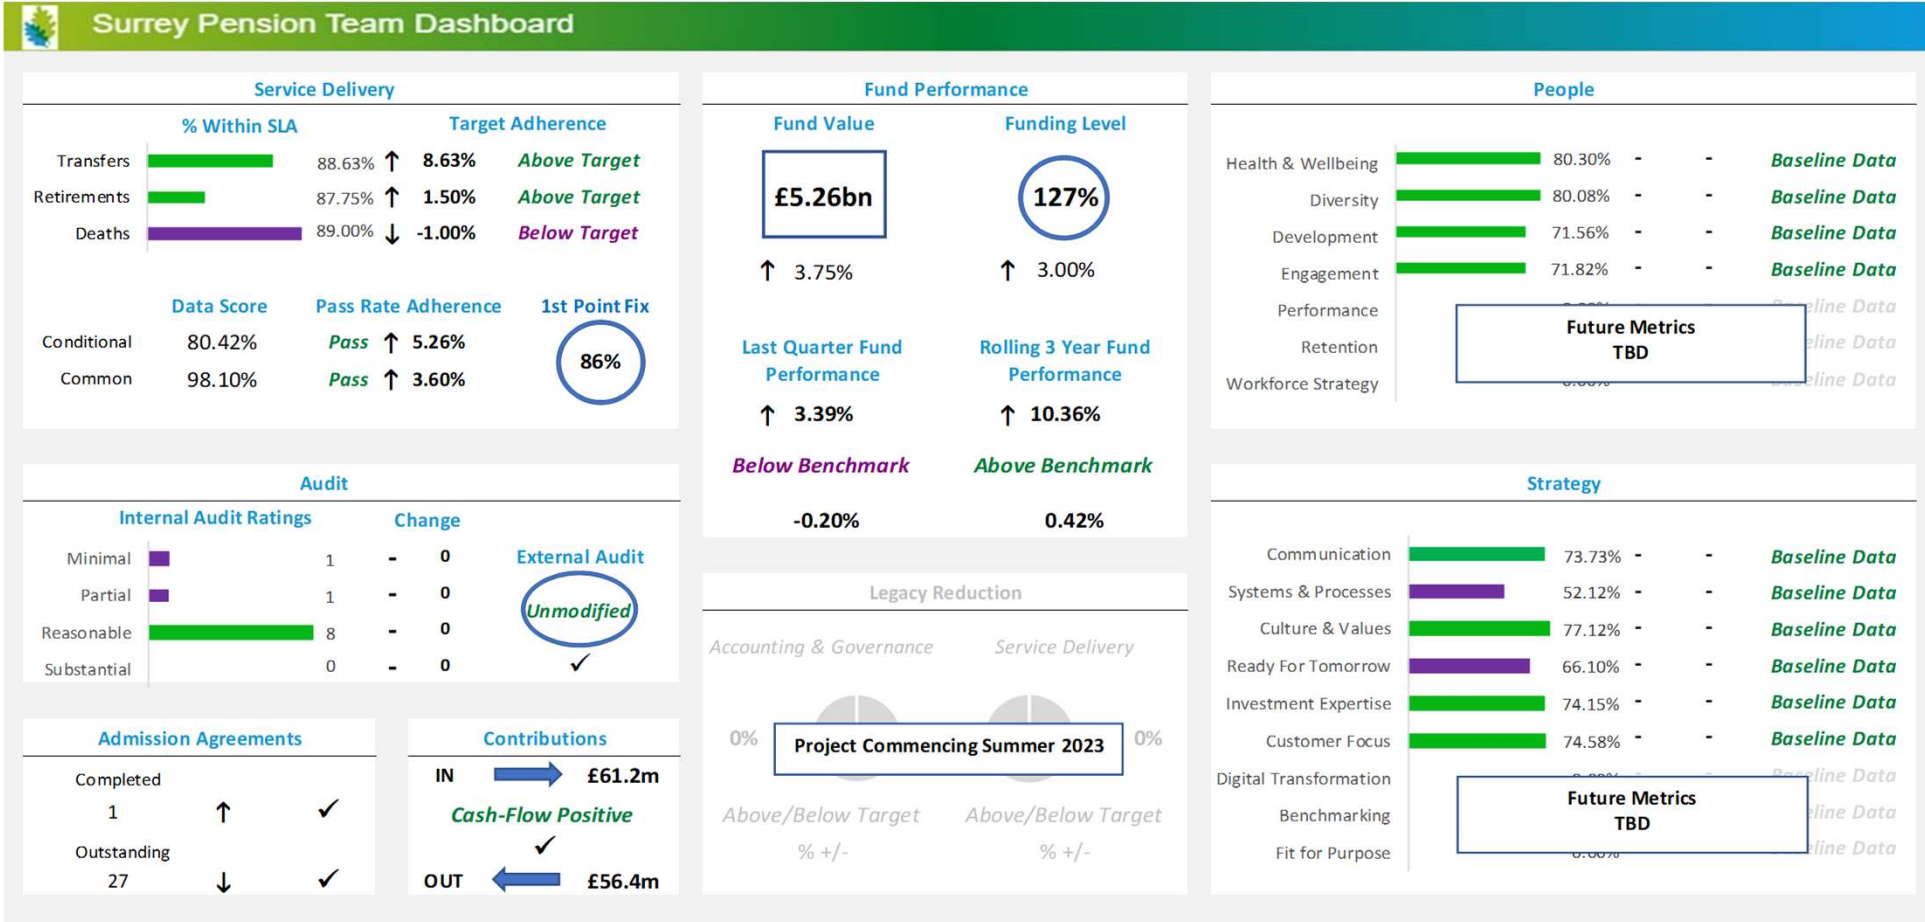 Surrey Pension Team Dashboard
Service Delivery
% Within SLA Target Adherence
Transfers 88.63% ↑ 8.63% Above Target
Retirements 87.75% ↑ 1.50% Above Target
Deaths 89.00% ↓ -1.00% Below Target
Data Score Pass Rate Adherence 1st Point Fix
Conditional 80.42% Pass ↑ 5.26%
86%
Common 98.10% Pass ↑ 3.60%
Audit
Internal Audit Ratings Change
Minimal 1 - 0
Partial 1 - 0
Reasonable 8 - 0
Substantial 0 - 0
External Audit
Unmodified
✓
Admission Agreements
Completed
1 ↑ ✓
Outstanding
27 ↓ ✓
Contributions
IN £61.2m
Cash-Flow Positive
✓
OUT £56.4m
Fund Performance
Fund Value Funding Level
£5.26bn 127%
↑ 3.75% ↑ 3.00%
Last Quarter Fund Rolling 3 Year Fund
Performance Performance
↑ 3.39% ↑ 10.36%
Below Benchmark Above Benchmark
-0.20% 0.42%
Legacy Reduction
Accounting & Governance Service Delivery
0% Project Commencing Summer 2023 0%
Above/Below Target Above/Below Target
% +/- % +/-
People
Health & Wellbeing 80.30% - - Baseline Data
Diversity 80.08% - - Baseline Data
Development 71.56% - - Baseline Data
Engagement 71.82% - - Baseline Data
Performance
Future Metrics
Retention
TBD
Workforce Strategy
Strategy
Communication 73.73% - - Baseline Data
Systems & Processes 52.12% - - Baseline Data
Culture & Values 77.12% - - Baseline Data
Ready For Tomorrow 66.10% - - Baseline Data
Investment Expertise 74.15% - - Baseline Data
Customer Focus 74.58% - - Baseline Data
Digital Transformation
Future Metrics
Benchmarking
TBD
Fit for Purpose